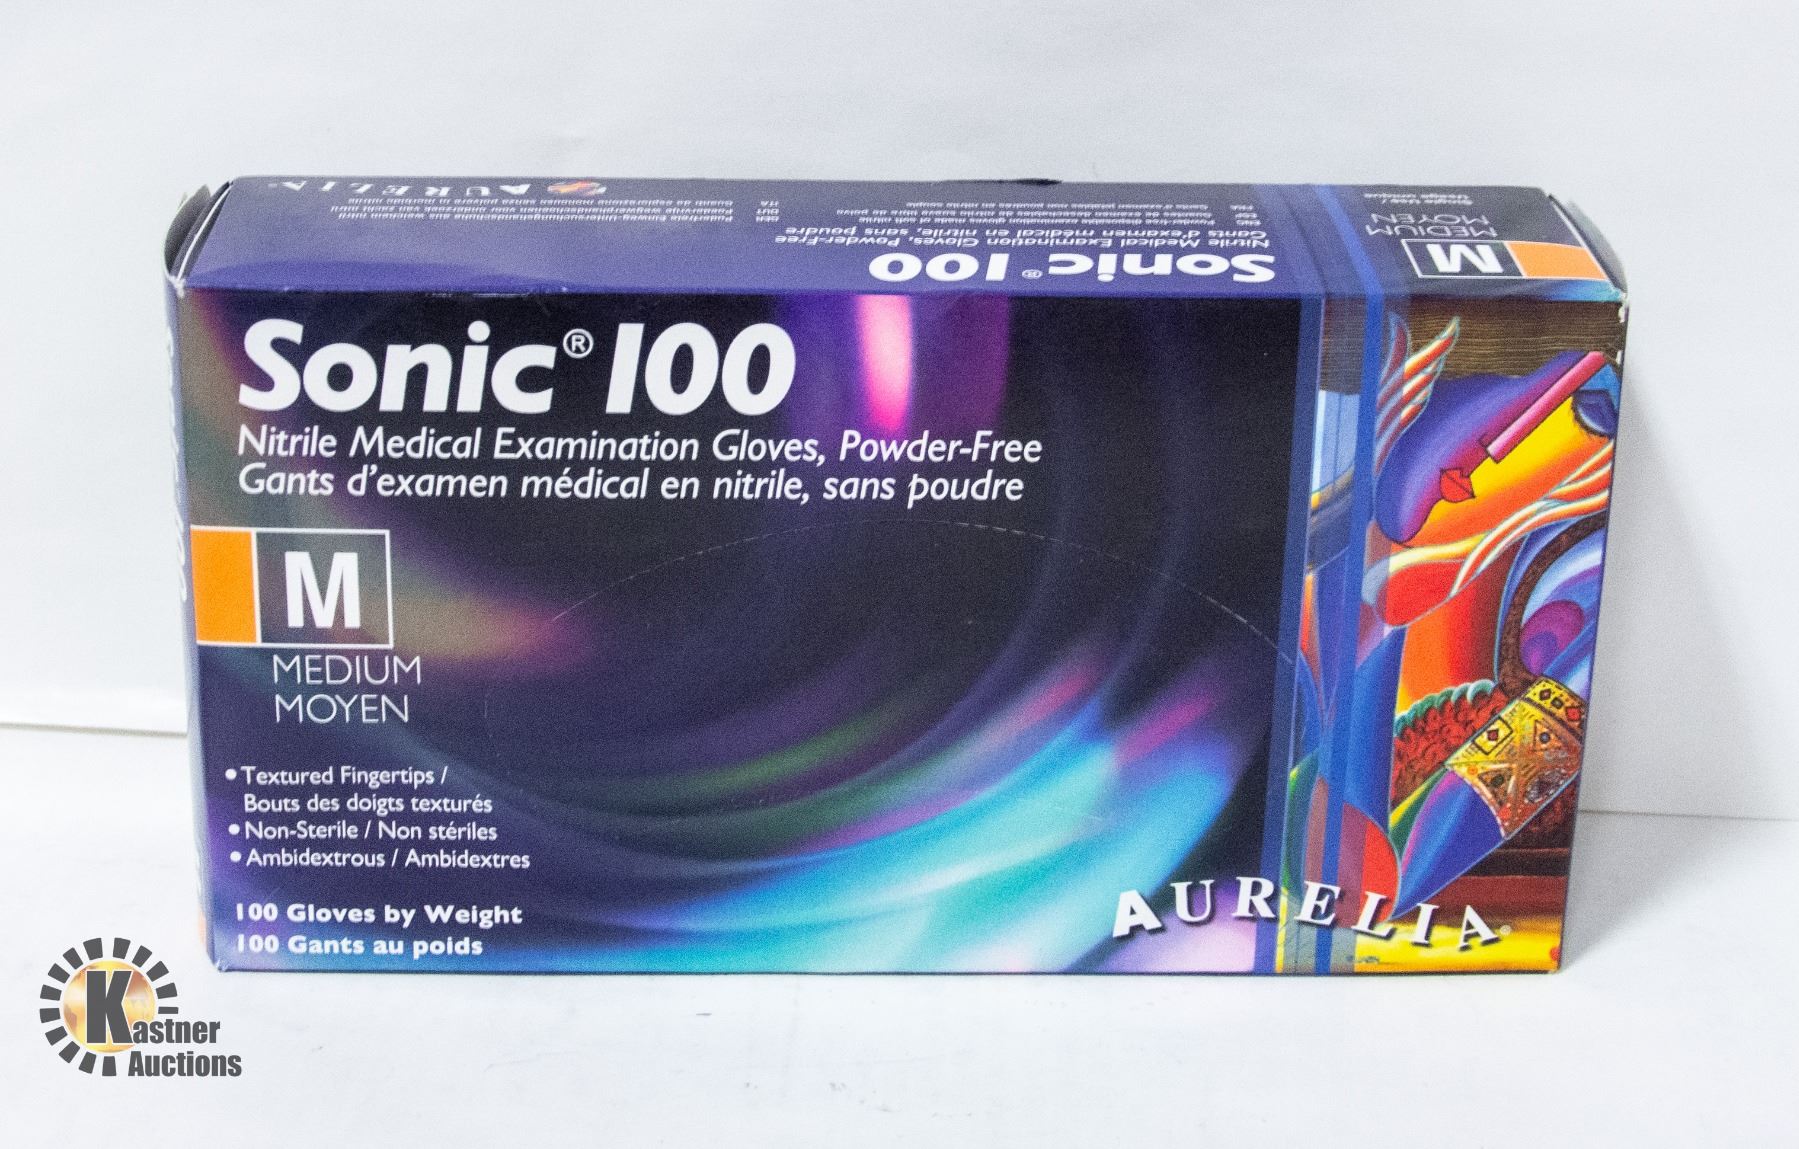 AURELIA
Nitrile Medical Examination Gloves, Powder-Free
Gants d'examen médical en nitrile, sans poudre
Sonic® 100
MEDIUM
MOYEN
M
Sonic® 100
Nitrile Medical Examination Gloves, Powder-Free
Gants d'examen médical en nitrile, sans poudre
M
MEDIUM
MOYEN
• Textured Fingertips /
Bouts des doigts texturés
• Non-Sterile / Non stériles
• Ambidextrous / Ambidextres
100 Gloves by Weight
100 Gants au poids
AURELIA®
Kastner
Auctions